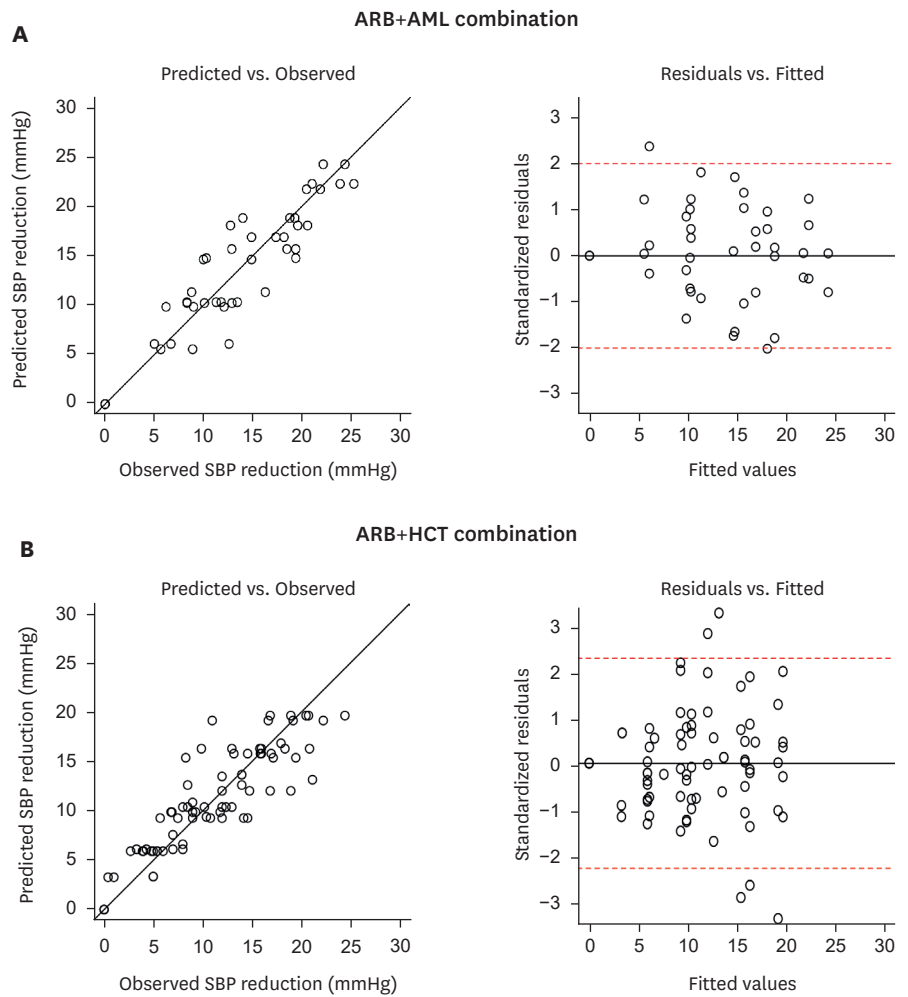 ARB+AML combination
A
Predicted vs. Observed
Predicted SBP reduction (mmHg)
30
25
20
15
10
5
0
0 5 10 15 20 25 30
Observed SBP reduction (mmHg)
Residuals vs. Fitted
Standardized residuals
3
2
1
0
−1
−2
−3
0 5 10 15 20 25 30
Fitted values
ARB+HCT combination
B
Predicted vs. Observed
Predicted SBP reduction (mmHg)
30
25
20
15
10
5
0
0 5 10 15 20 25 30
Observed SBP reduction (mmHg)
Residuals vs. Fitted
Standardized residuals
3
2
1
0
−1
−2
−3
0 5 10 15 20 25 30
Fitted values